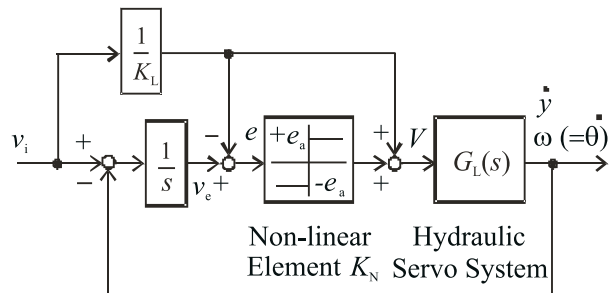 1
K_L
ẏ
v_i
+
−
1
s
v_e
−
+
e
+e_a
-e_a
+
+
V
G_L(s)
ω (=θ̇)
Non-linear
Element K_N
Hydraulic
Servo System